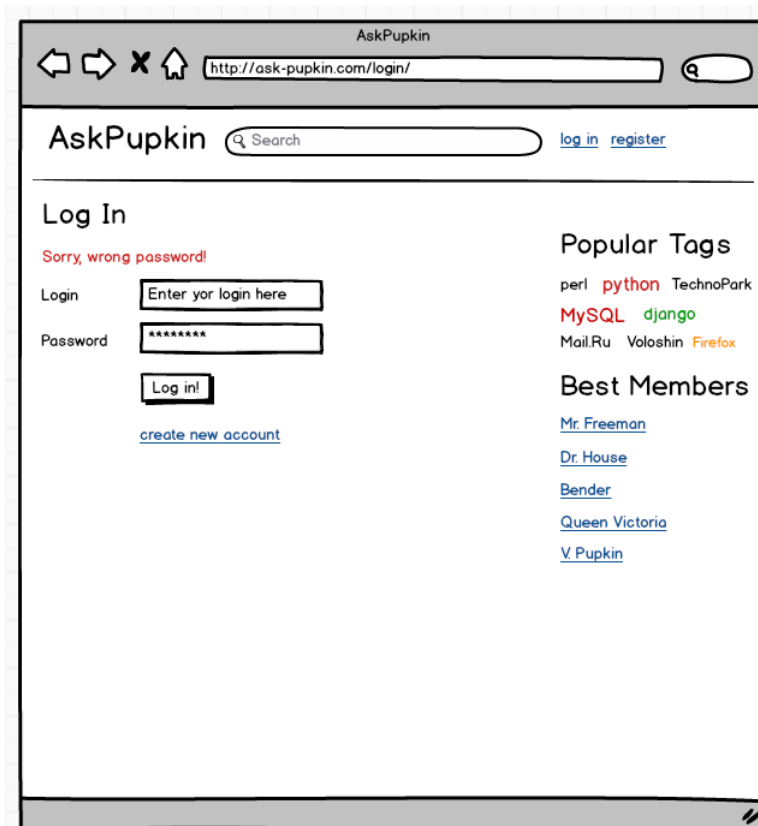 AskPupkin
http://ask-pupkin.com/login/
AskPupkin
Search
log in register
Log In
Sorry, wrong password!
Login
Enter yor login here
Password
********
Log in!
create new account
Popular Tags
perl python TechnoPark
MySQL django
Mail.Ru Voloshin Firefox
Best Members
Mr. Freeman
Dr. House
Bender
Queen Victoria
V. Pupkin